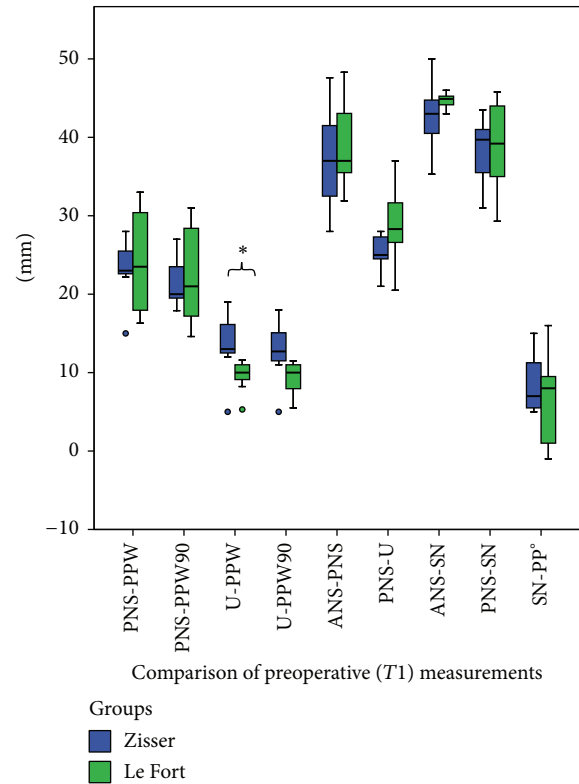 (mm)
50
40
30
20
10
0
−10
*
PNS-PPW
PNS-PPW90
U-PPW
U-PPW90
ANS-PNS
PNS-U
ANS-SN
PNS-SN
SN-PP°
Comparison of preoperative (T1) measurements
Groups
Zisser
Le Fort